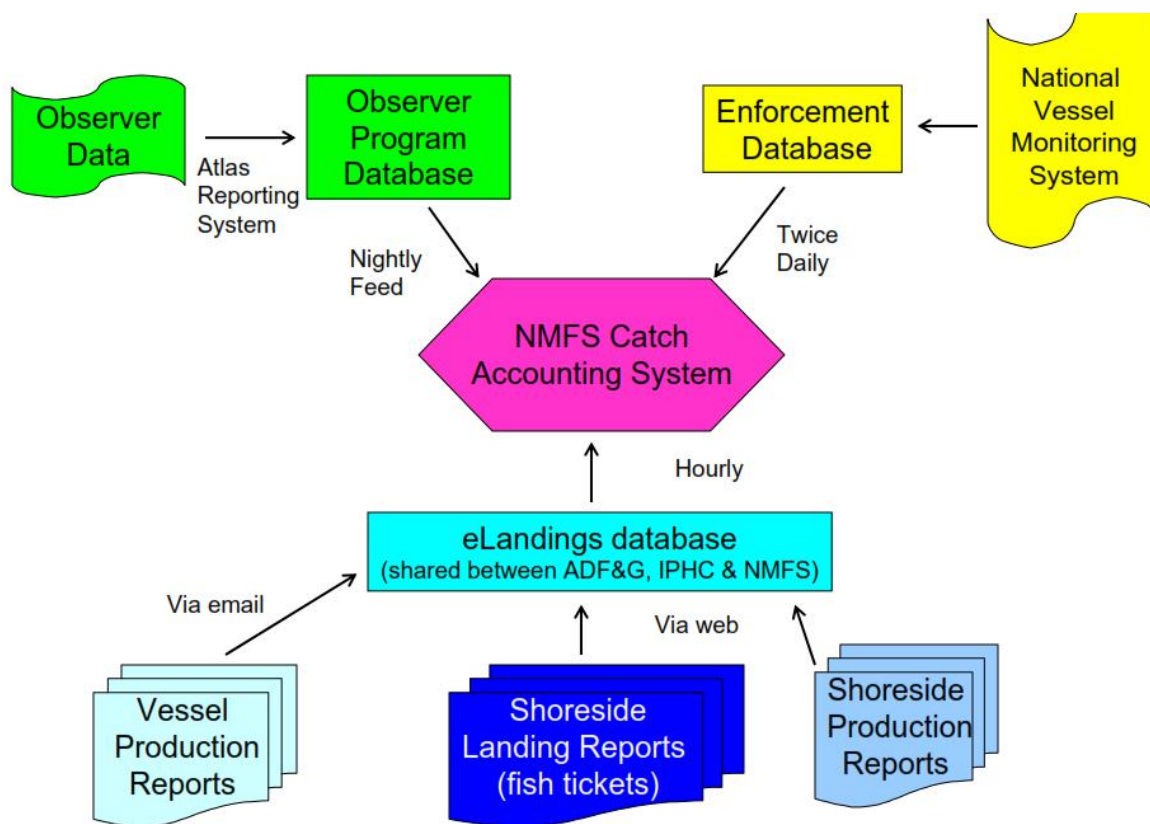 Observer
Data
Atlas
Reporting
System
Observer
Program
Database
Enforcement
Database
National
Vessel
Monitoring
System
Nightly
Feed
Twice
Daily
NMFS Catch
Accounting System
Hourly
eLandings database
(shared between ADF&G, IPHC & NMFS)
Via email
Via web
Vessel
Production
Reports
Shoreside
Landing Reports
(fish tickets)
Shoreside
Production
Reports